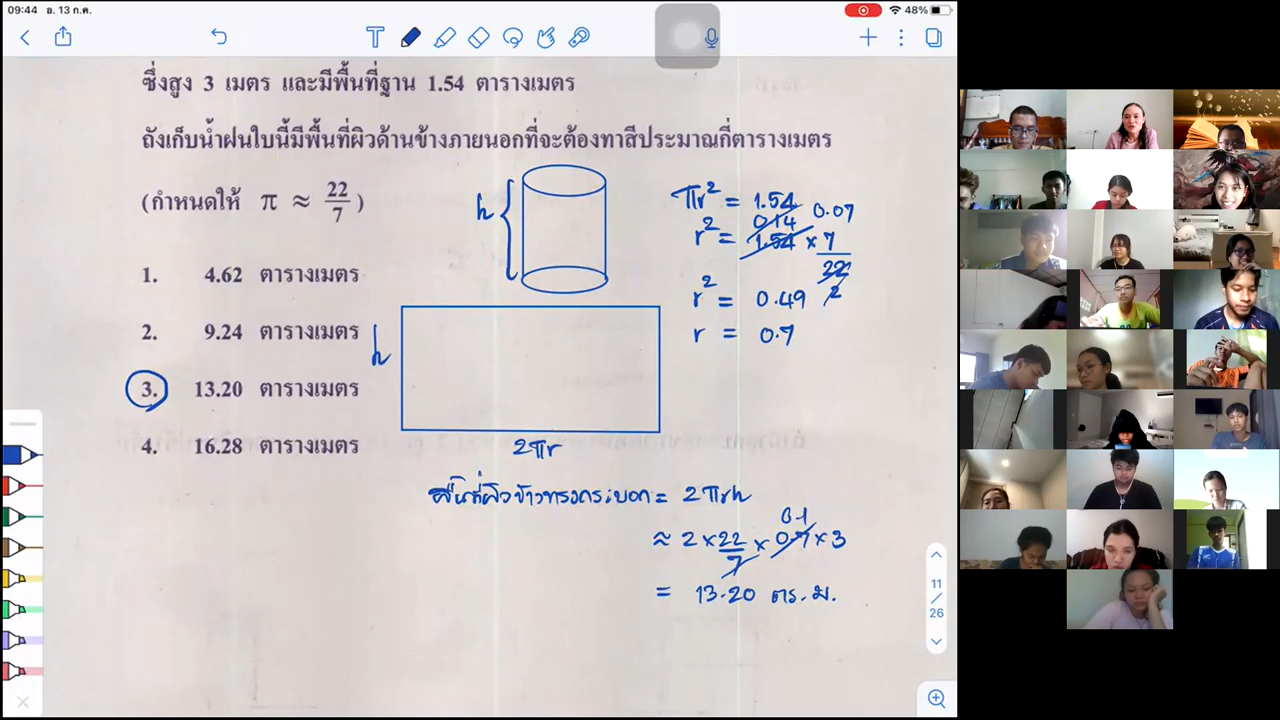 09:44 อ. 13 ก.ค.
48%
ซึ่งสูง 3 เมตร และมีพื้นที่ฐาน 1.54 ตารางเมตร
ถังเก็บน้ำฝนใบนี้มีพื้นที่ผิวด้านข้างภายนอกที่จะต้องทาสีประมาณกี่ตารางเมตร
(กำหนดให้ π ≈ 22/7)
1. 4.62 ตารางเมตร
2. 9.24 ตารางเมตร
3. 13.20 ตารางเมตร
4. 16.28 ตารางเมตร
h
h
2πr
πr² = 1.54
0.14 0.07
r² = 1.54 × 7/22
2
r² = 0.49
r = 0.7
พื้นที่ผิวข้างทรงกระบอก = 2πrh
0.1
≈ 2 × 22/7 × 0.7 × 3
= 13.20 ตร.ม.
11
/
26